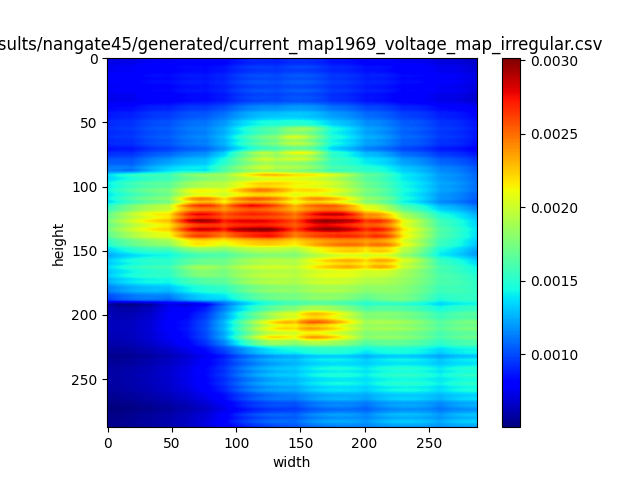 sults/nangate45/generated/current_map1969_voltage_map_irregular.csv
0
50
100
150
200
250
height
0 50 100 150 200 250
width
0.0030
0.0025
0.0020
0.0015
0.0010